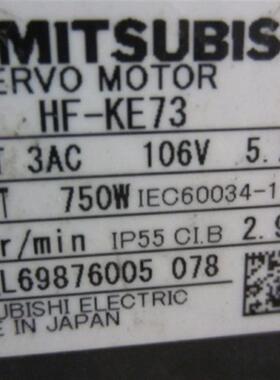 MITSUBIS
ERVO MOTOR
HF-KE73
T 3AC 106V 5.
T 750W IEC60034-1
r/min IP55 CI.B 2.9
L69876005 078
UBISHI ELECTRIC
E IN JAPAN